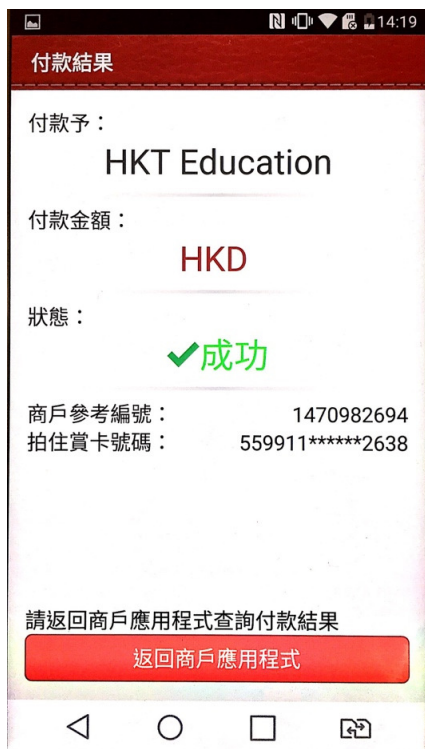 14:19
付款結果
付款予：
HKT Education
付款金額：
HKD
狀態：
✔成功
商戶參考編號： 1470982694
拍住賞卡號碼： 559911******2638
請返回商戶應用程式查詢付款結果
返回商戶應用程式